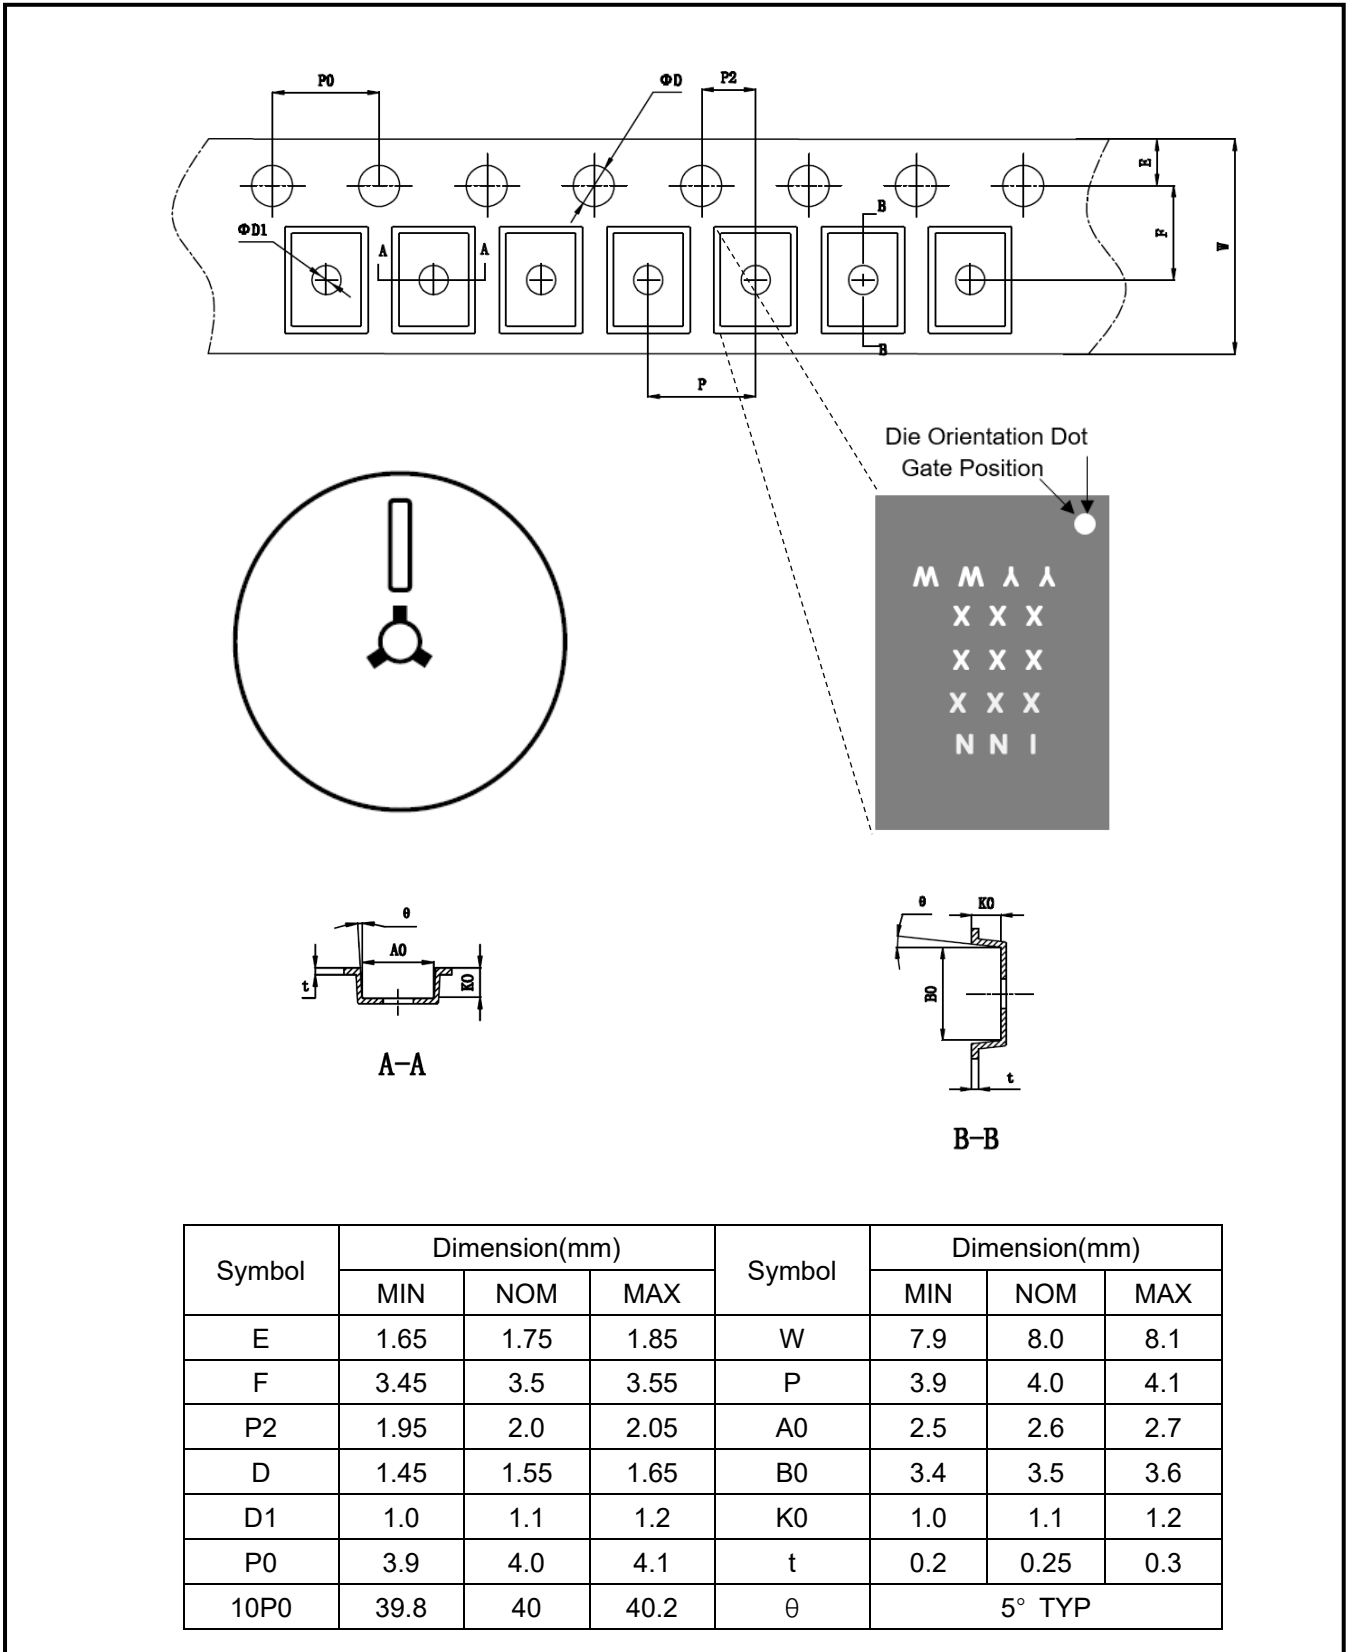 P0 ΦD P2
E
ΦD1 A A B F W
B
P
Die Orientation Dot
Gate Position
Y Y W W
X X X
X X X
X X X
N N I
θ K0
θ
A0
t K0
B0
A-A
t
B-B
Symbol Dimension(mm) Symbol Dimension(mm)
MIN NOM MAX MIN NOM MAX
E 1.65 1.75 1.85 W 7.9 8.0 8.1
F 3.45 3.5 3.55 P 3.9 4.0 4.1
P2 1.95 2.0 2.05 A0 2.5 2.6 2.7
D 1.45 1.55 1.65 B0 3.4 3.5 3.6
D1 1.0 1.1 1.2 K0 1.0 1.1 1.2
P0 3.9 4.0 4.1 t 0.2 0.25 0.3
10P0 39.8 40 40.2 θ 5° TYP